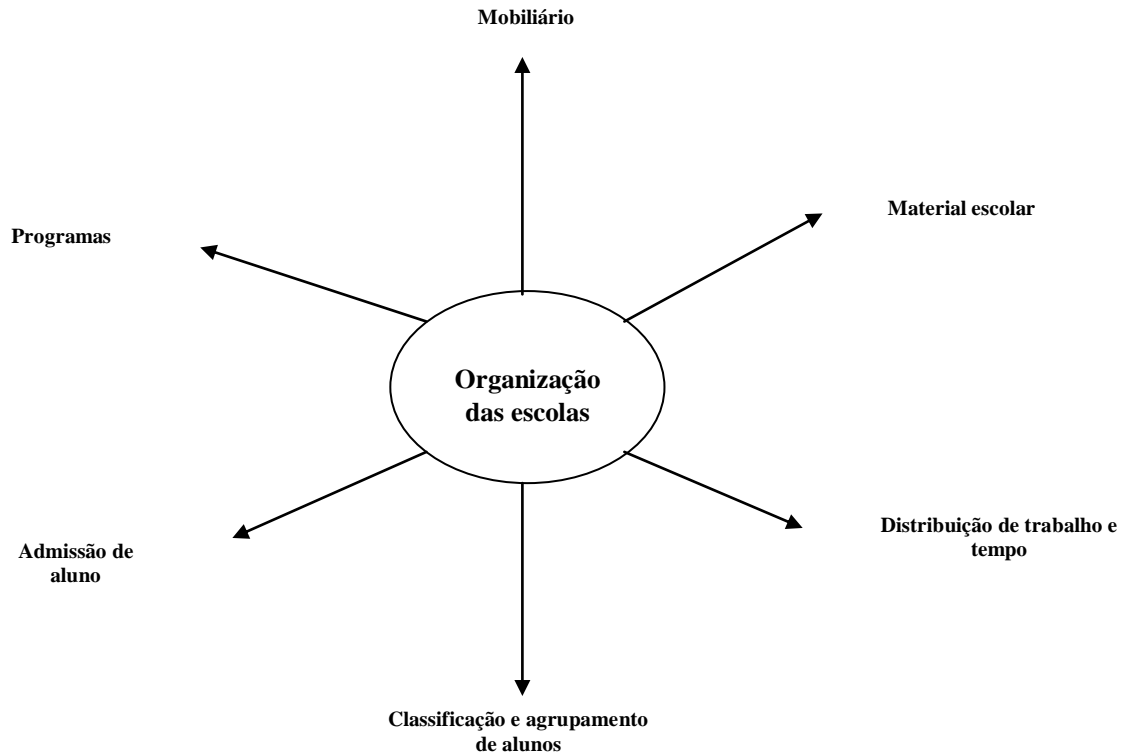 Mobiliário
Material escolar
Programas
Organização
das escolas
Distribuição de trabalho e
tempo
Admissão de
aluno
Classificação e agrupamento
de alunos